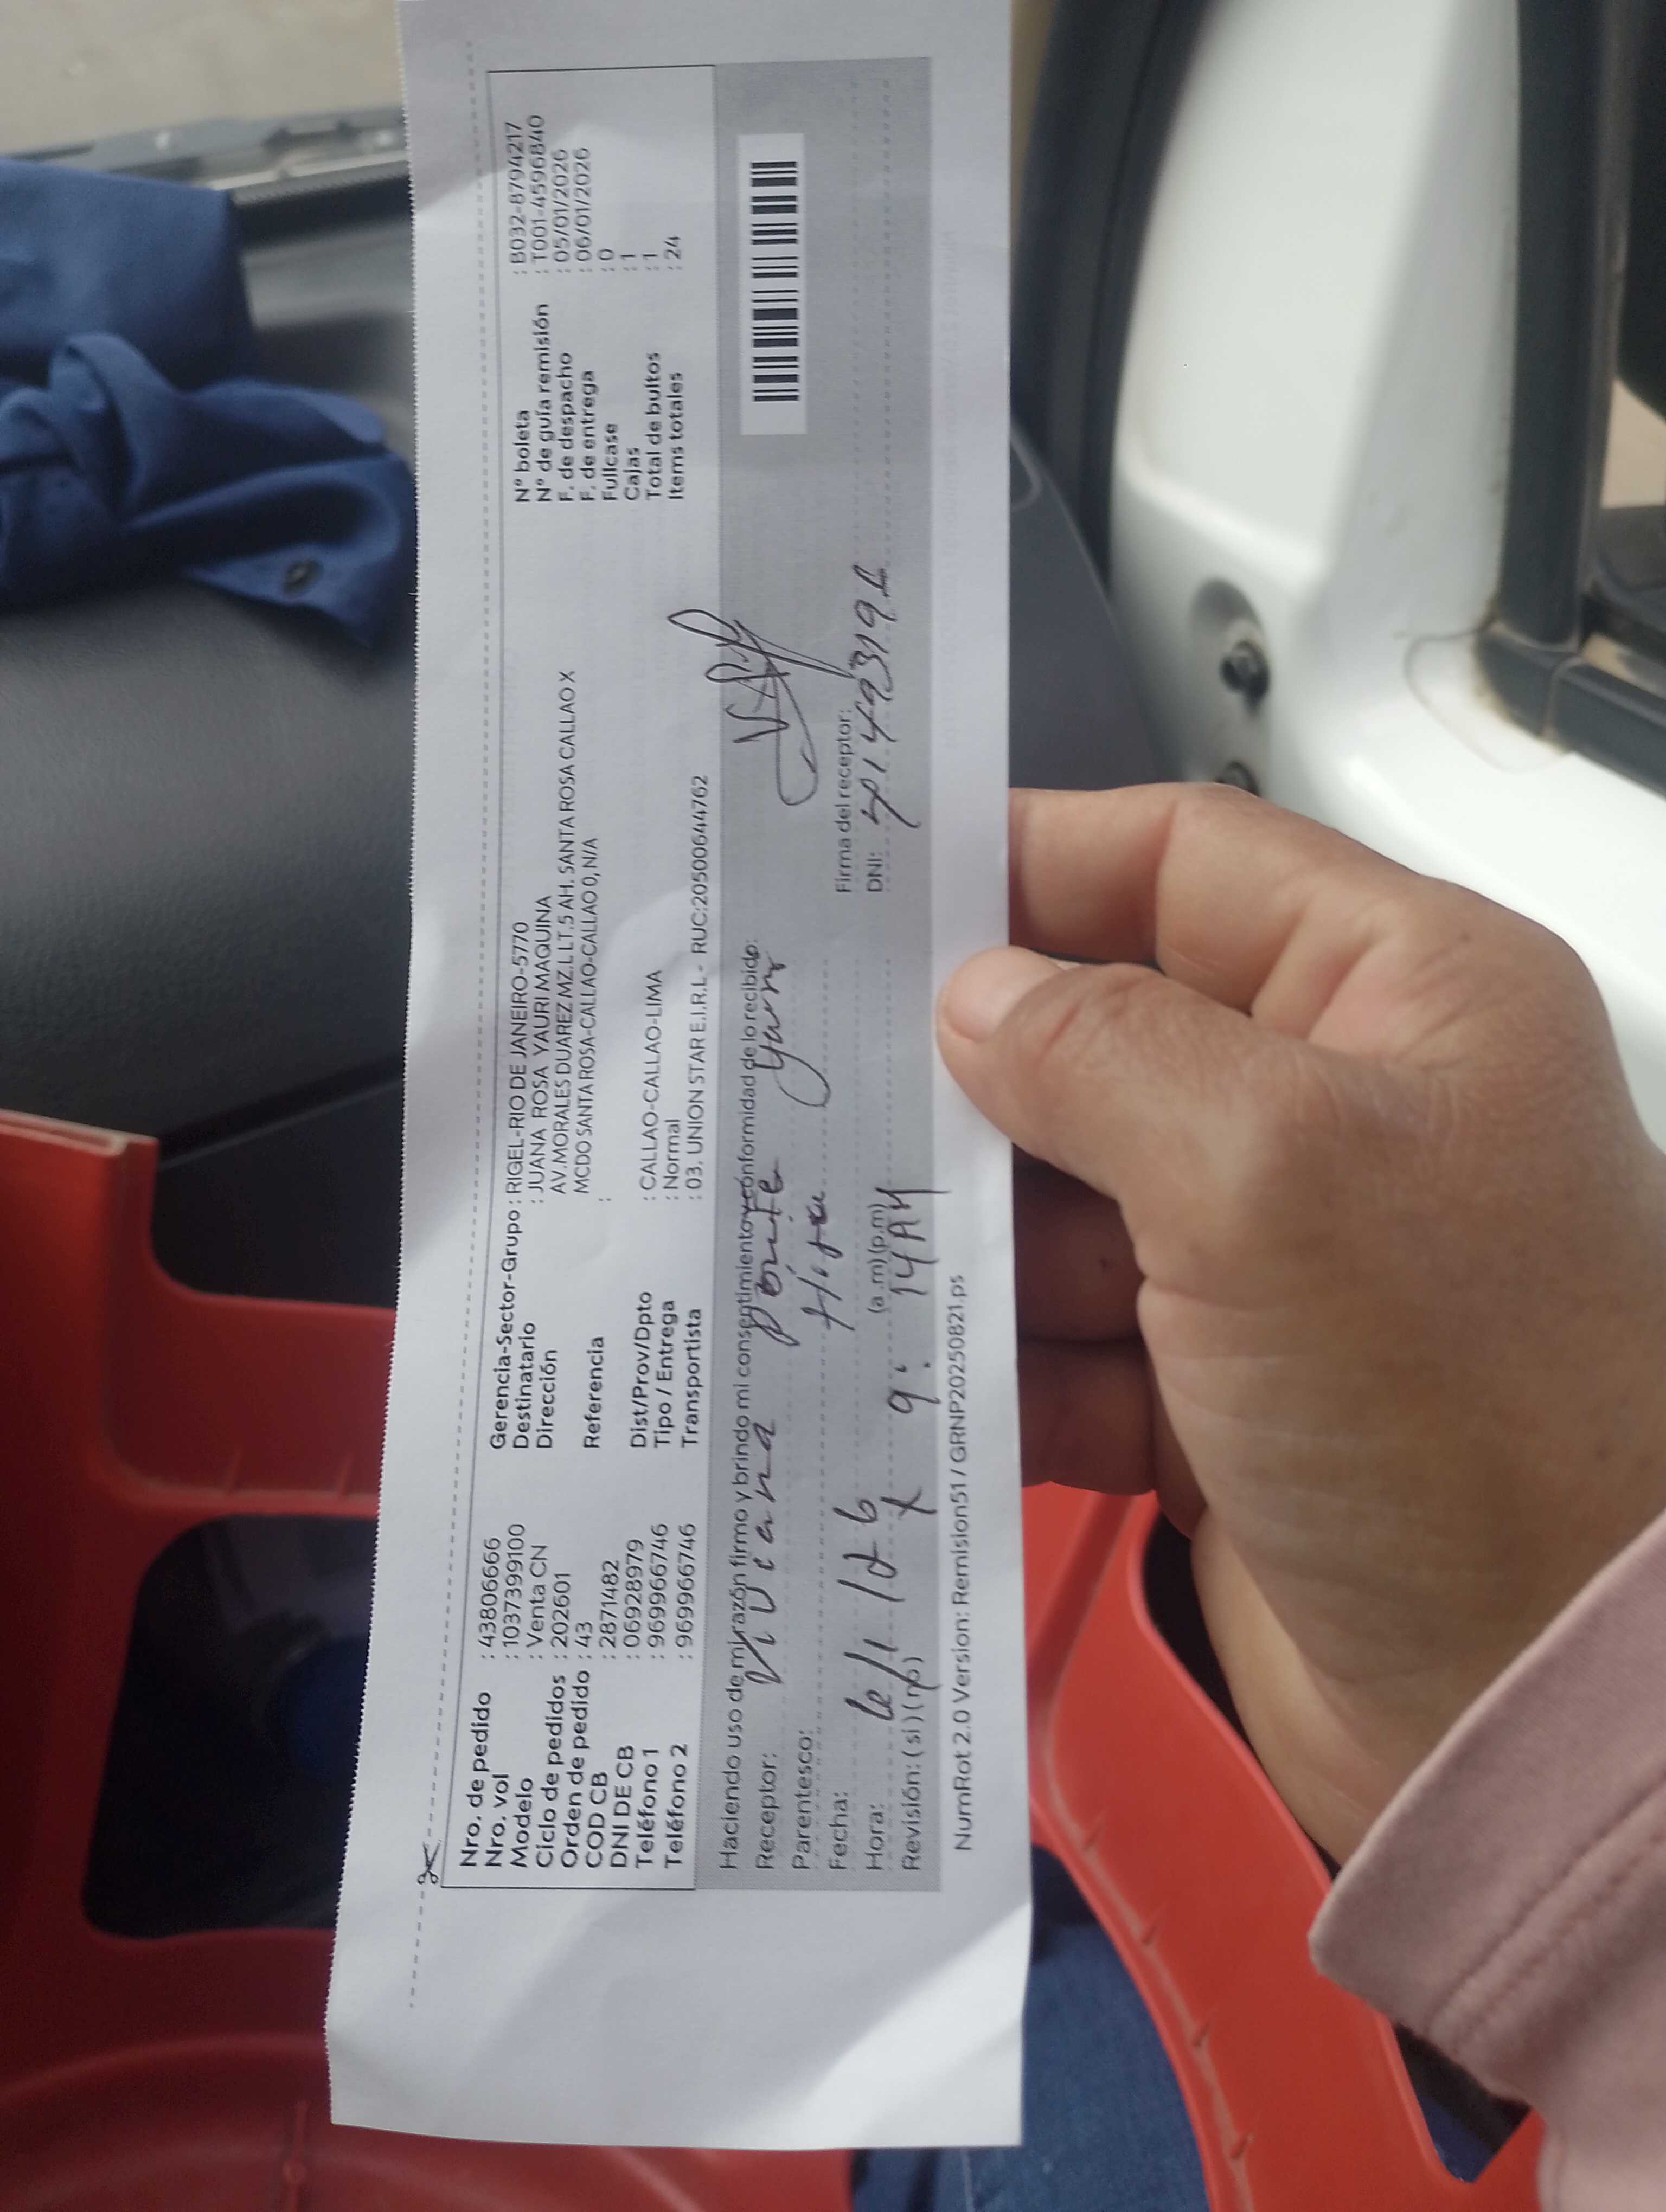 Nro. de pedido : 43806666
Nro. vol : 1037399100
Modelo : Venta CN
Ciclo de pedidos : 202601
Orden de pedido : 43
COD CB : 2871482
DNI DE CB : 06928979
Teléfono 1 : 969966746
Teléfono 2 : 969966746
Gerencia-Sector-Grupo : RIGEL-RIO DE JANEIRO-5770
Destinatario : JUANA ROSA YAURI MAQUINA
Dirección AV.MORALES DUAREZ MZ.L LT.5 AH. SANTA ROSA CALLAO X
MCDO SANTA ROSA-CALLAO-CALLAO 0, N/A
Referencia :
Dist/Prov/Dpto : CALLAO-CALLAO-LIMA
Tipo / Entrega : Normal
Transportista : 03. UNION STAR E.I.R.L - RUC:20500644762
N° boleta : B032-8794217
N° de guía remisión : T001-4596840
F. de despacho : 05/01/2026
F. de entrega : 06/01/2026
Fullcase : 0
Cajas : 1
Total de bultos : 1
Items totales : 24
Haciendo uso de mi razón firmo y brindo mi consentimiento y conformidad de lo recibido:
Receptor: Yauri
Parentesco:
Fecha:
Hora: 9:14 AM (a.m) (p.m)
Revisión: (si) (no) x
Firma del receptor:
DNI:
NumRot 2.0 Version: Remision51 / GRNP20250821.ps